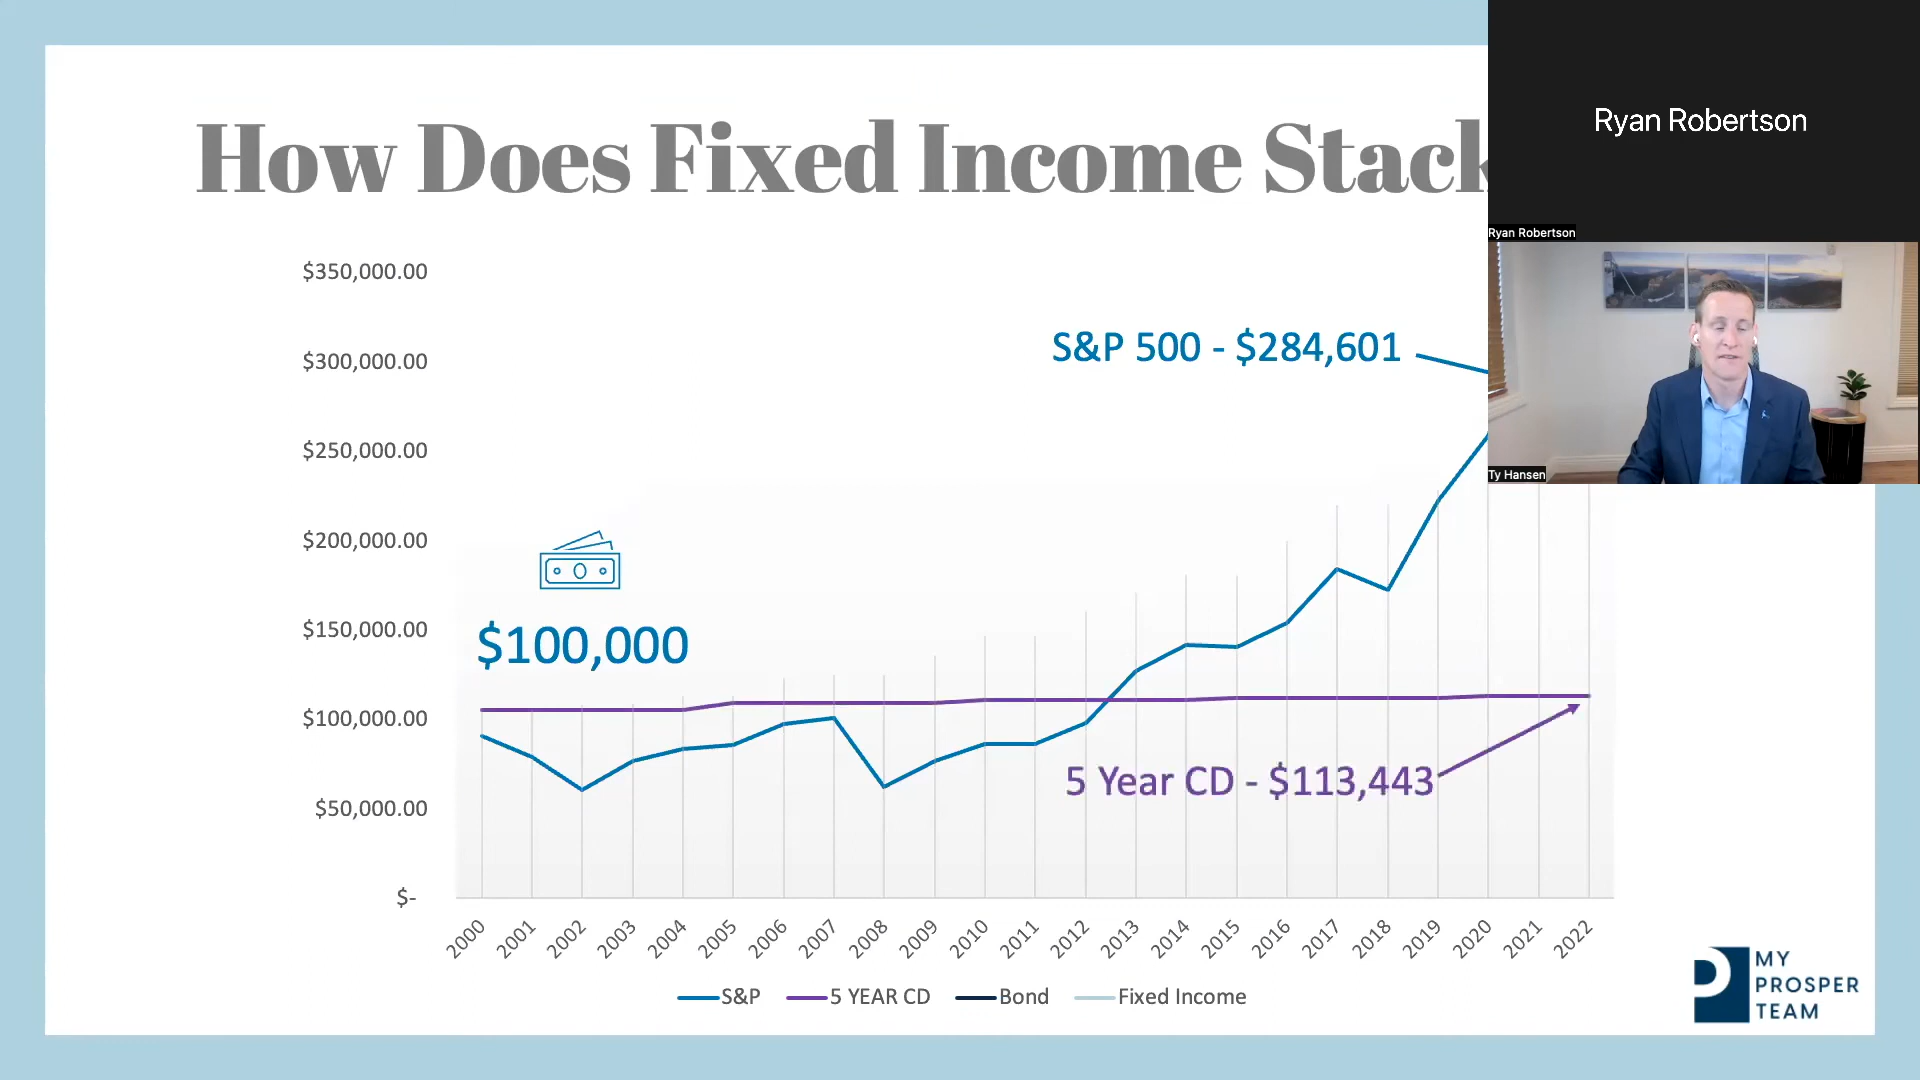 How Does Fixed Income Stack
Ryan Robertson
Ryan Robertson
Ty Hansen
$350,000.00
$300,000.00
$250,000.00
$200,000.00
$150,000.00
$100,000.00
$50,000.00
$-
S&P 500 - $284,601
$100,000
5 Year CD - $113,443
2000
2001
2002
2003
2004
2005
2006
2007
2008
2009
2010
2011
2012
2013
2014
2015
2016
2017
2018
2019
2020
2021
2022
S&P
5 YEAR CD
Bond
Fixed Income
MY
PROSPER
TEAM